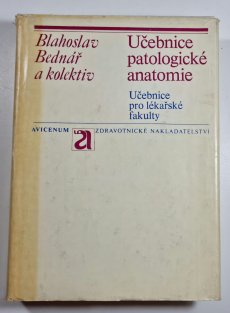 Blahoslav
Bednář
a kolektiv
Učebnice
patologické
anatomie
Učebnice
pro lékařské
fakulty
AVICENUM a ZDRAVOTNICKÉ NAKLADATELSTVÍ